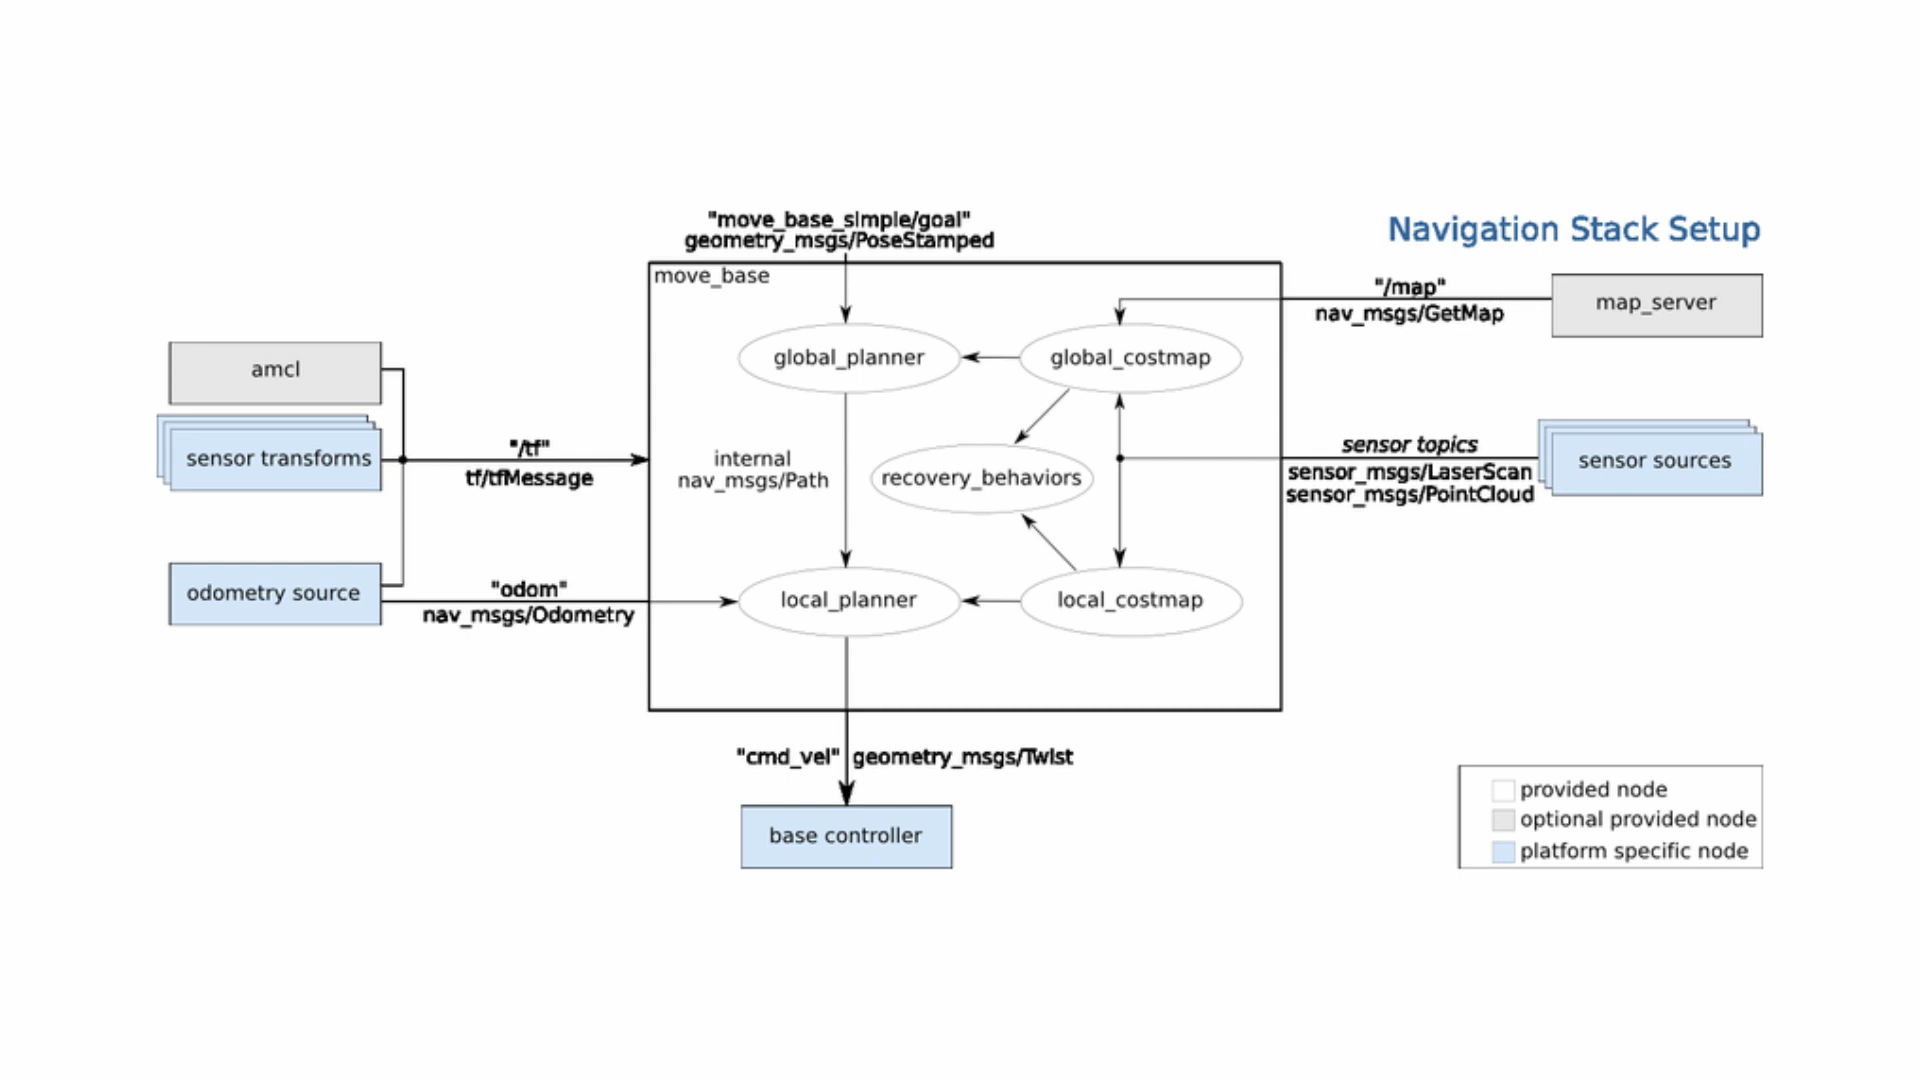 "move_base_simple/goal"
geometry_msgs/PoseStamped
Navigation Stack Setup
move_base
"/map"
nav_msgs/GetMap
map_server
global_planner
global_costmap
amcl
sensor transforms
"/tf"
tf/tfMessage
internal
nav_msgs/Path
recovery_behaviors
sensor topics
sensor_msgs/LaserScan
sensor_msgs/PointCloud
sensor sources
odometry source
"odom"
nav_msgs/Odometry
local_planner
local_costmap
"cmd_vel" geometry_msgs/Twist
base controller
provided node
optional provided node
platform specific node